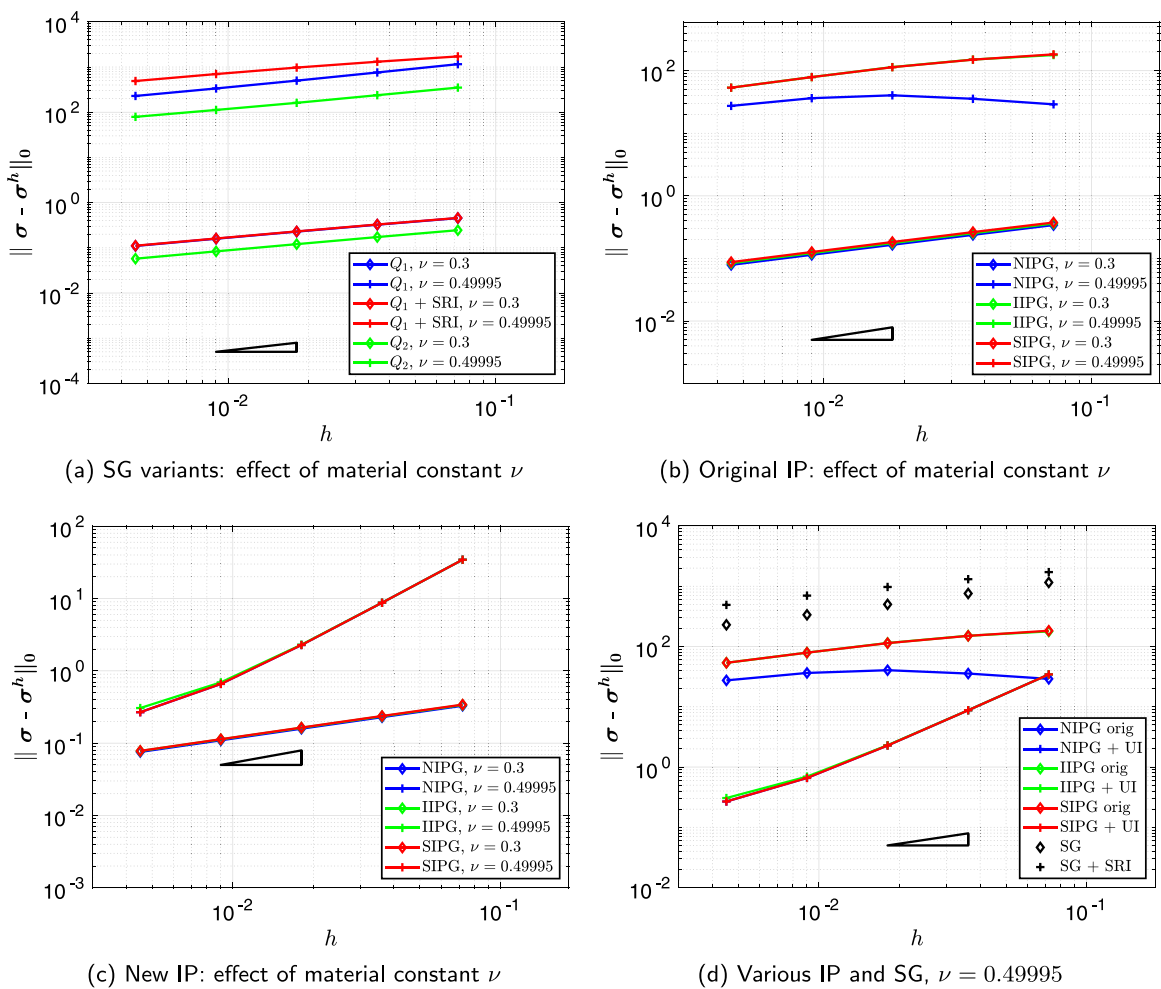 10^4
10^2
10^0
10^-2
10^-4
‖ σ - σ^h ‖_0
Q_1, ν = 0.3
Q_1, ν = 0.49995
Q_1 + SRI, ν = 0.3
Q_1 + SRI, ν = 0.49995
Q_2, ν = 0.3
Q_2, ν = 0.49995
10^-2
10^-1
h
(a) SG variants: effect of material constant ν
10^2
10^0
10^-2
‖ σ - σ^h ‖_0
NIPG, ν = 0.3
NIPG, ν = 0.49995
IIPG, ν = 0.3
IIPG, ν = 0.49995
SIPG, ν = 0.3
SIPG, ν = 0.49995
10^-2
10^-1
h
(b) Original IP: effect of material constant ν
10^2
10^1
10^0
10^-1
10^-2
10^-3
‖ σ - σ^h ‖_0
NIPG, ν = 0.3
NIPG, ν = 0.49995
IIPG, ν = 0.3
IIPG, ν = 0.49995
SIPG, ν = 0.3
SIPG, ν = 0.49995
10^-2
10^-1
h
(c) New IP: effect of material constant ν
10^4
10^2
10^0
10^-2
‖ σ - σ^h ‖_0
NIPG orig
NIPG + UI
IIPG orig
IIPG + UI
SIPG orig
SIPG + UI
SG
SG + SRI
10^-2
10^-1
h
(d) Various IP and SG, ν = 0.49995